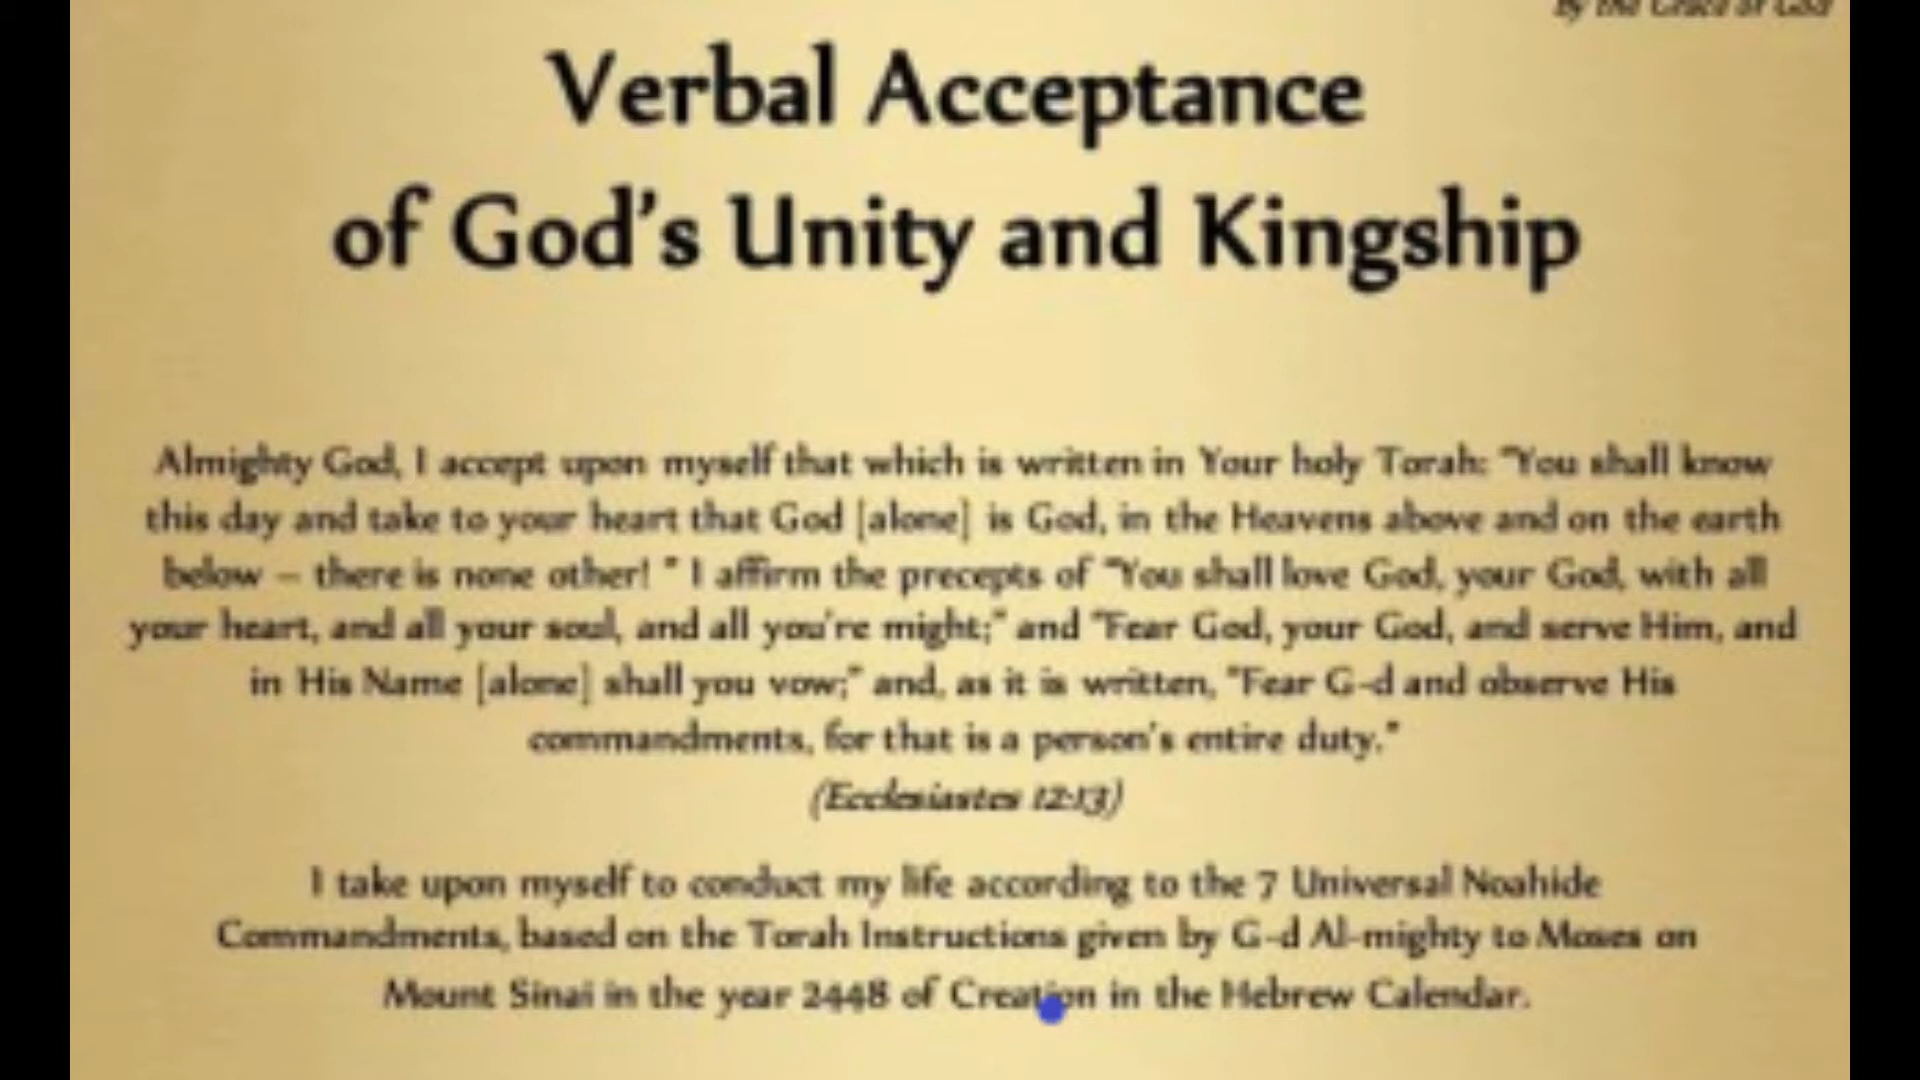 By the Grace of God
Verbal Acceptance
of God's Unity and Kingship
Almighty God, I accept upon myself that which is written in Your holy Torah: "You shall know
this day and take to your heart that God [alone] is God, in the Heavens above and on the earth
below – there is none other! " I affirm the precepts of "You shall love God, your God, with all
your heart, and all your soul, and all you're might;" and "Fear God, your God, and serve Him, and
in His Name [alone] shall you vow;" and, as it is written, "Fear G-d and observe His
commandments, for that is a person's entire duty."
(Ecclesiastes 12:13)
I take upon myself to conduct my life according to the 7 Universal Noahide
Commandments, based on the Torah Instructions given by G-d Al-mighty to Moses on
Mount Sinai in the year 2448 of Creation in the Hebrew Calendar.